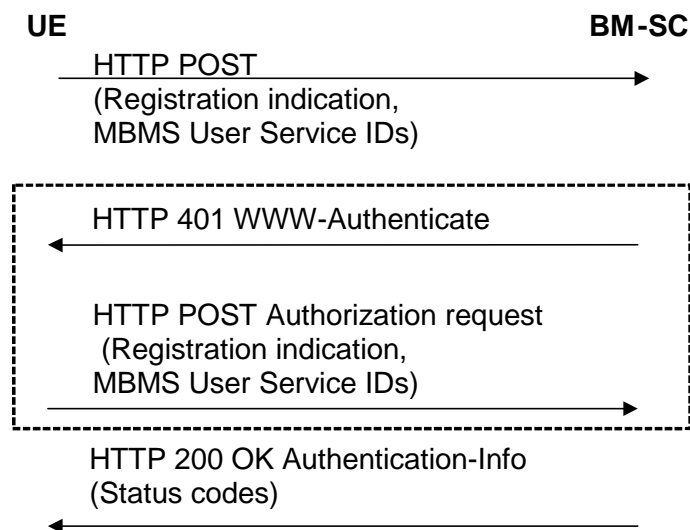 UE BM-SC
HTTP POST
(Registration indication,
MBMS User Service IDs)
HTTP 401 WWW-Authenticate
HTTP POST Authorization request
(Registration indication,
MBMS User Service IDs)
HTTP 200 OK Authentication-Info
(Status codes)